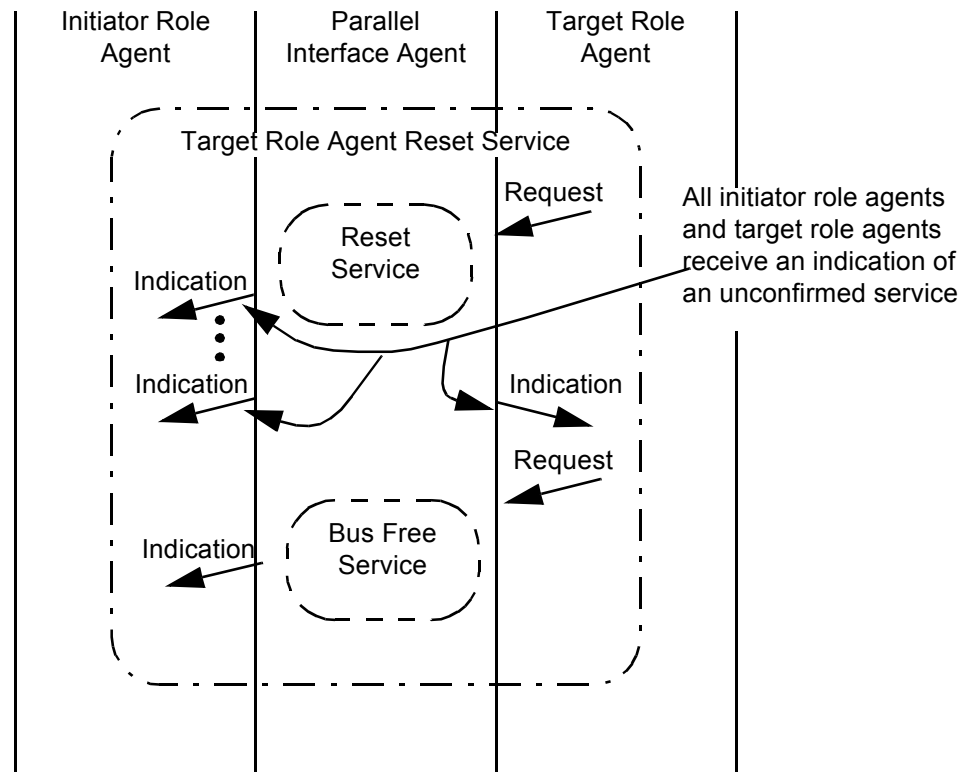 Initiator Role
Agent
Parallel
Interface Agent
Target Role
Agent
Target Role Agent Reset Service
Request
Reset
Service
Indication
All initiator role agents
and target role agents
receive an indication of
an unconfirmed service
Indication
Indication
Request
Bus Free
Service
Indication